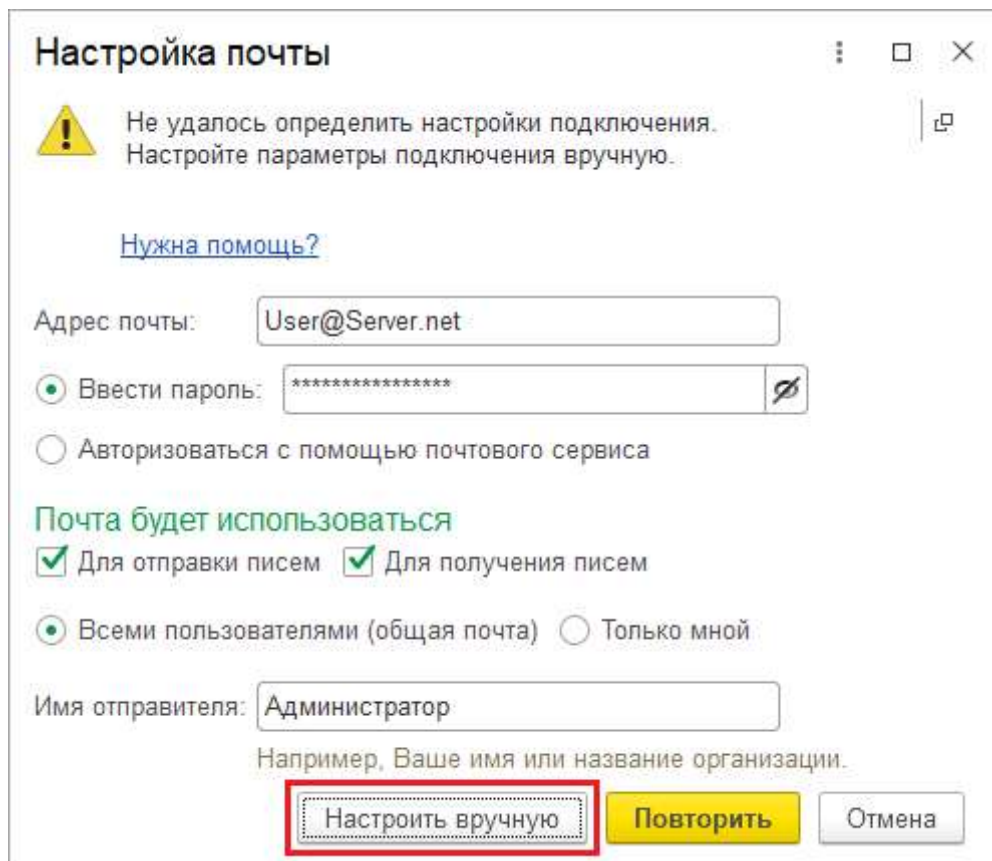 Настройка почты
Не удалось определить настройки подключения.
Настройте параметры подключения вручную.
Нужна помощь?
Адрес почты: User@Server.net
Ввести пароль: ****************
Авторизоваться с помощью почтового сервиса
Почта будет использоваться
Для отправки писем Для получения писем
Всеми пользователями (общая почта) Только мной
Имя отправителя: Администратор
Например, Ваше имя или название организации.
Настроить вручную Повторить Отмена